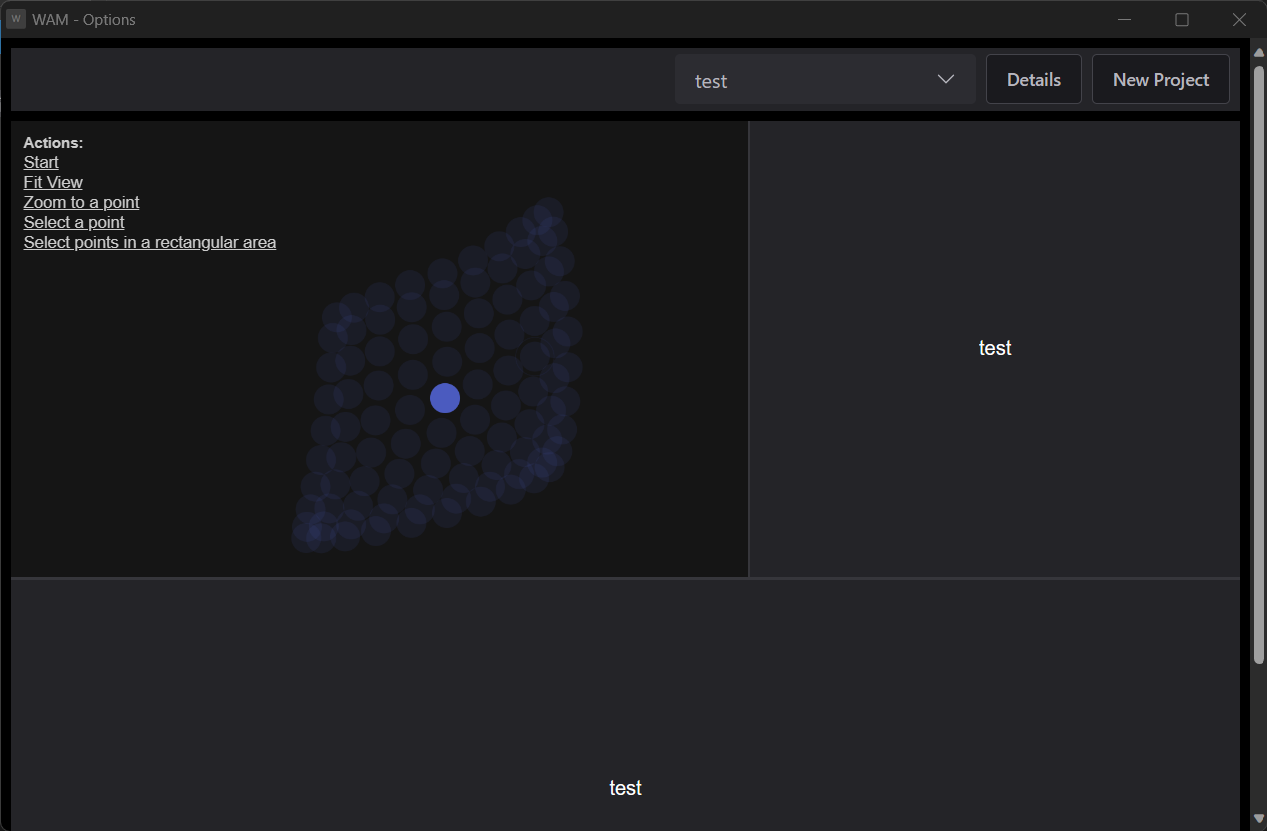 W WAM - Options
test Details New Project
Actions:
Start
Fit View
Zoom to a point
Select a point
Select points in a rectangular area
test
test